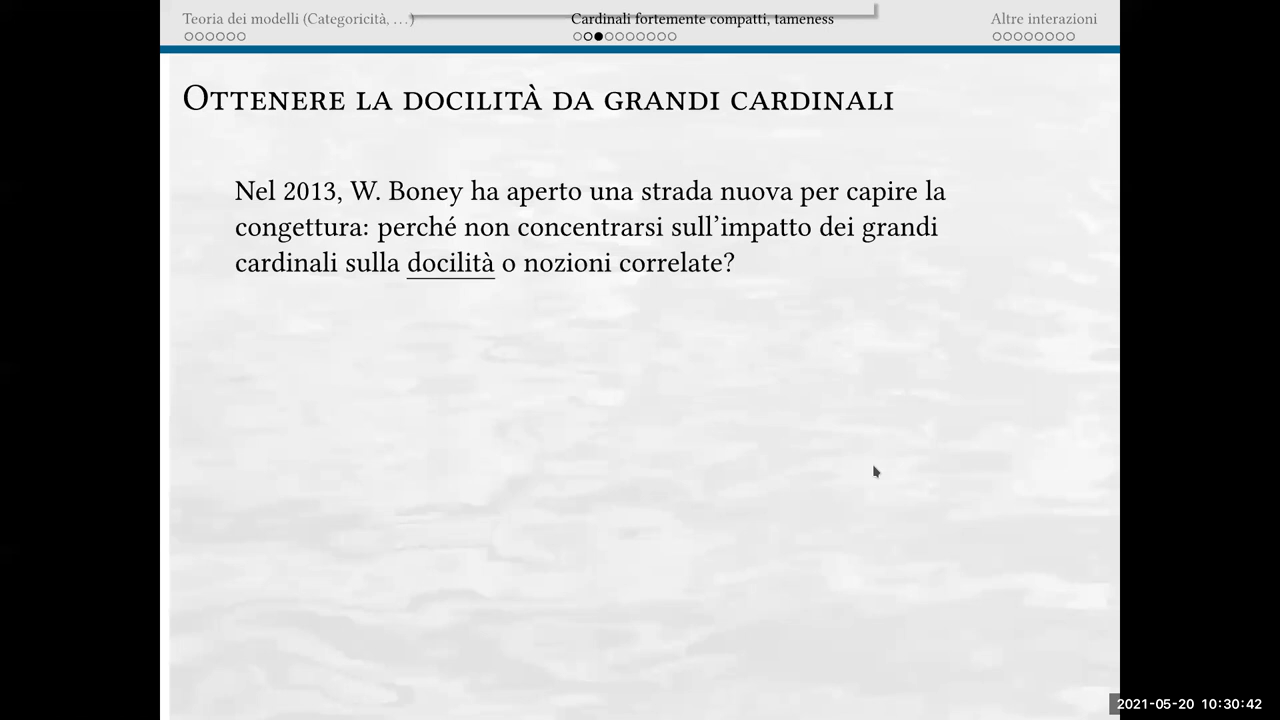 Teoria dei modelli (Categoricità, …)
Cardinali fortemente compatti, tameness
Altre interazioni
Ottenere la docilità da grandi cardinali
Nel 2013, W. Boney ha aperto una strada nuova per capire la
congettura: perché non concentrarsi sull’impatto dei grandi
cardinali sulla docilità o nozioni correlate?
2021-05-20 10:30:42